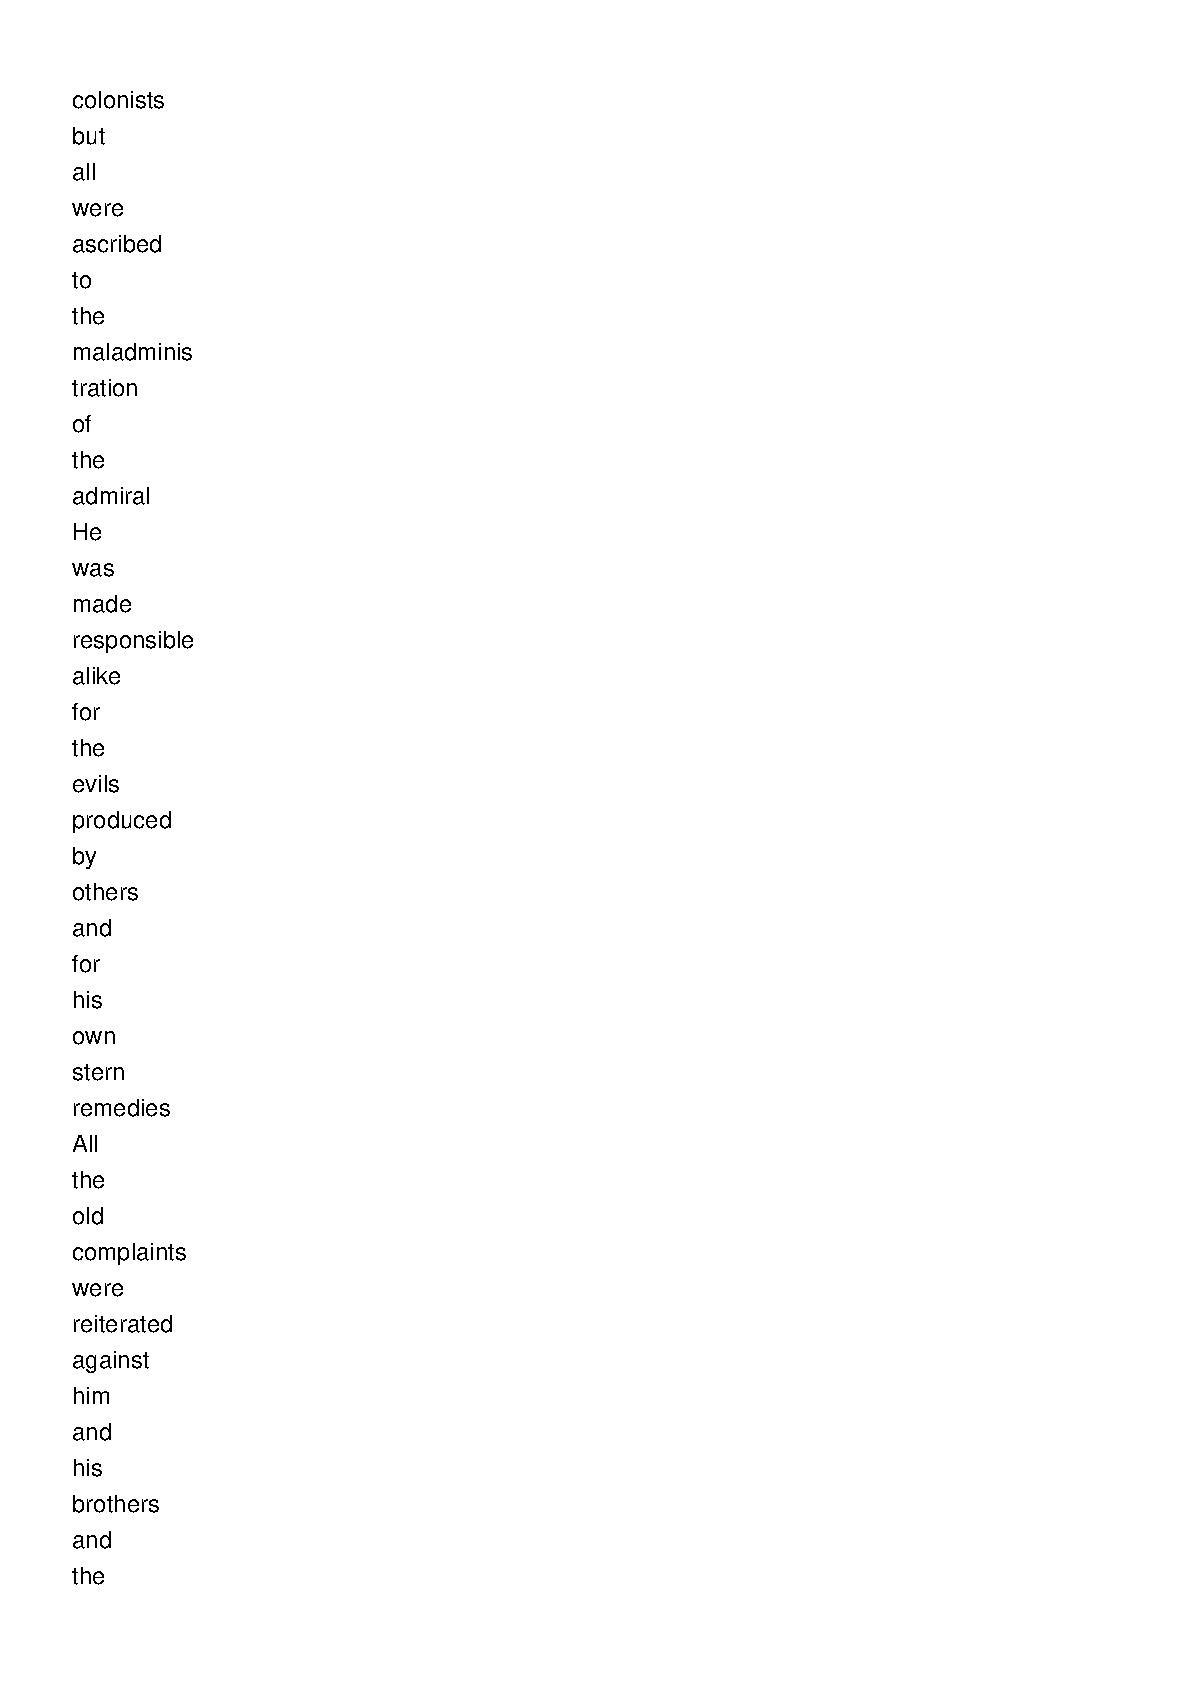 colonists
but
all
were
ascribed
to
the
maladminis
tration
of
the
admiral
He
was
made
responsible
alike
for
the
evils
produced
by
others
and
for
his
own
stern
remedies
All
the
old
complaints
were
reiterated
against
him
and
his
brothers
and
the